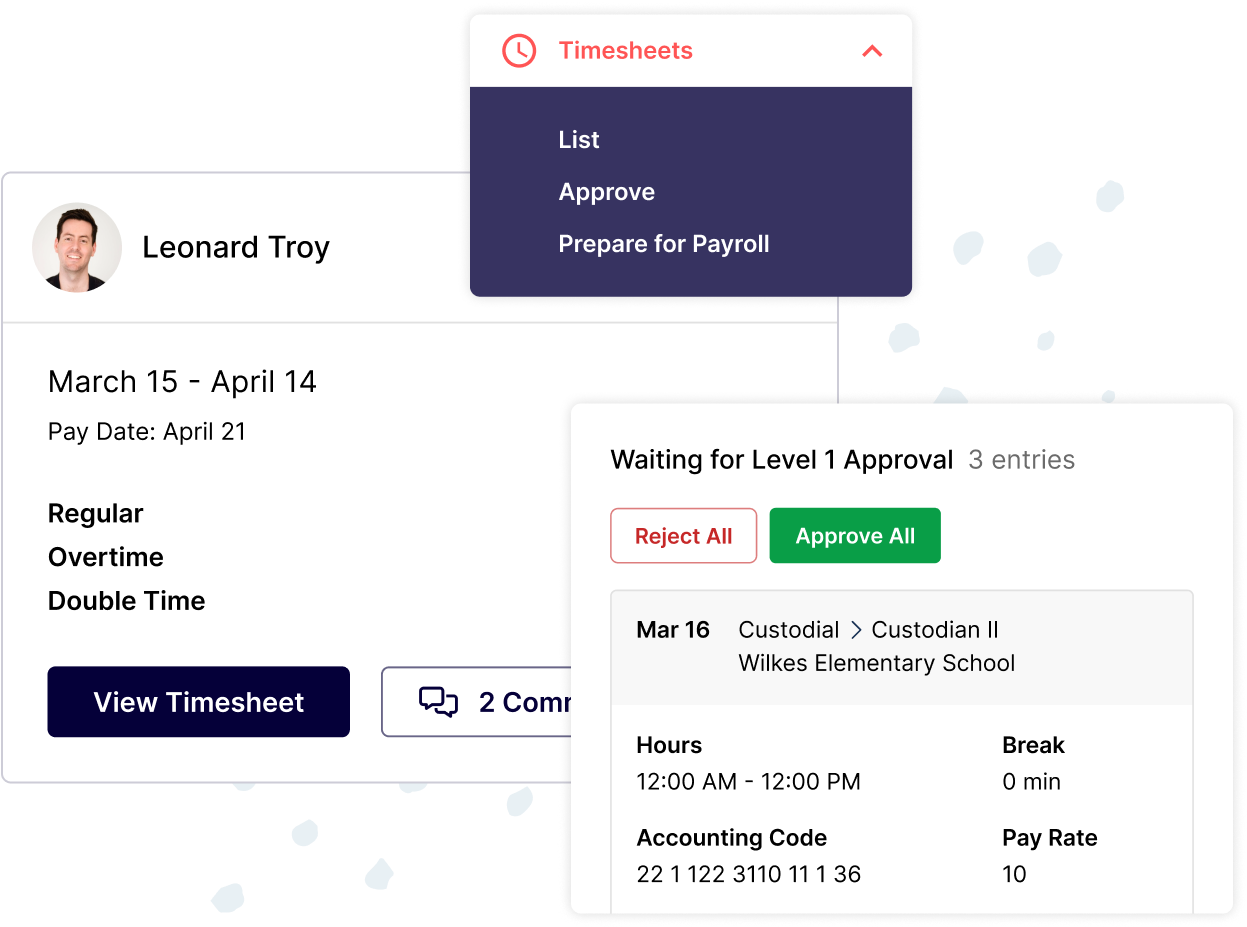 Timesheets
List
Approve
Prepare for Payroll
Leonard Troy
March 15 - April 14
Pay Date: April 21
Regular
Overtime
Double Time
View Timesheet
2
Waiting for Level 1 Approval 3 entries
Reject All
Approve All
Mar 16 Custodial > Custodian II
Wilkes Elementary School
Hours Break
12:00 AM - 12:00 PM 0 min
Accounting Code Pay Rate
22 1 122 3110 11 1 36 10